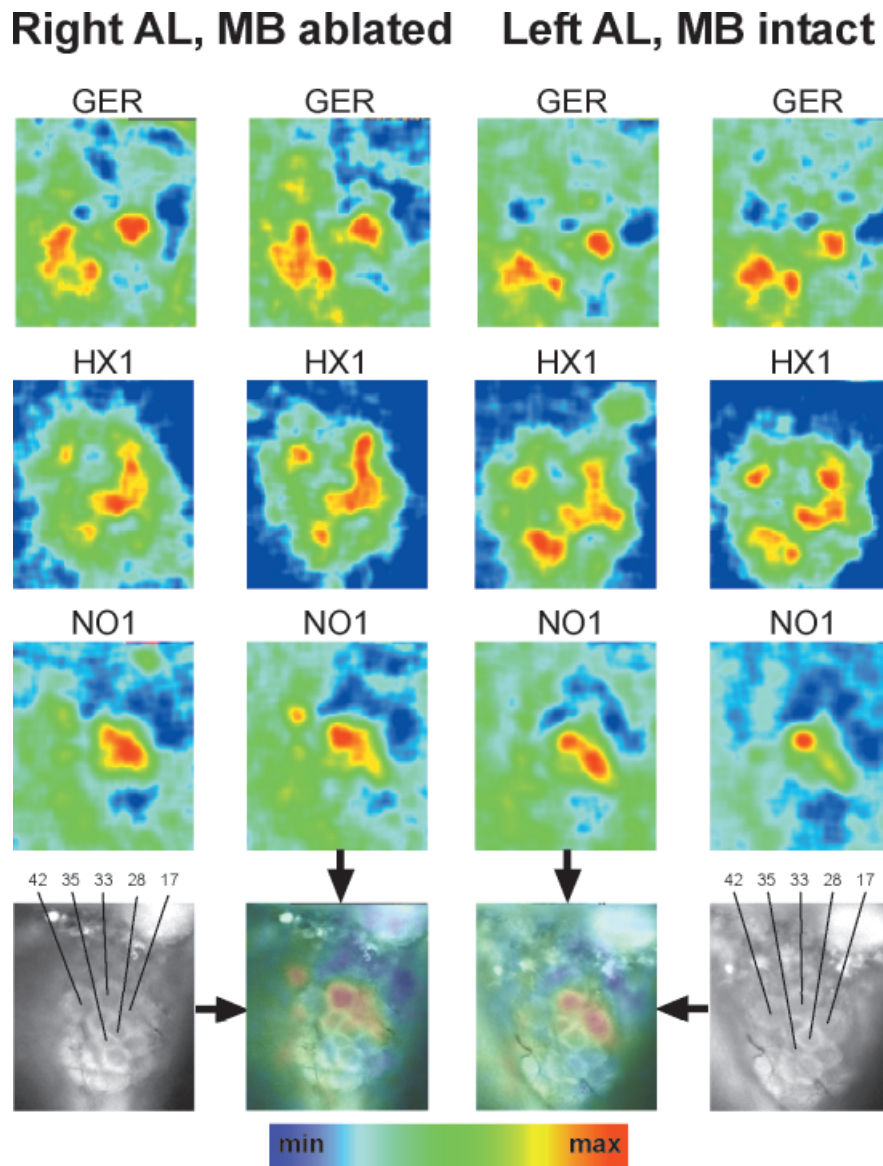 Right AL, MB ablated Left AL, MB intact
GER GER GER GER
HX1 HX1 HX1 HX1
NO1 NO1 NO1 NO1
42 35 33 28 17 42 35 33 28 17
min max